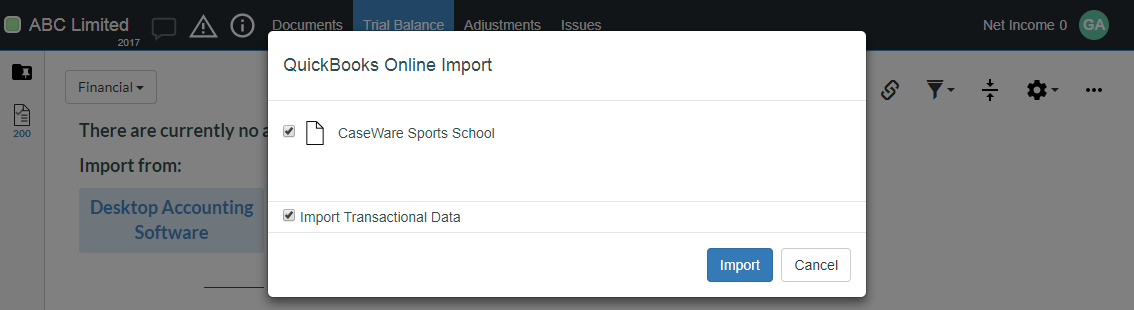 ABC Limited
2017
Documents
Trial Balance
Adjustments
Issues
Net Income 0
GA
QuickBooks Online Import
Financial
There are currently no a
CaseWare Sports School
200
Import from:
Desktop Accounting
Software
Import Transactional Data
Import
Cancel